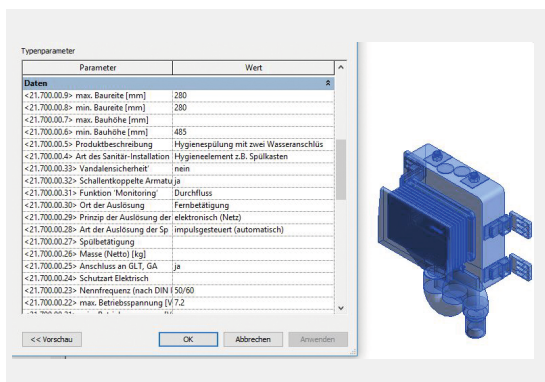 Typenparameter
Parameter Wert
Daten
<21.700.00.9> max. Baureite [mm] 280
<21.700.00.8> min. Baureite [mm] 280
<21.700.00.7> max. Bauhöhe [mm]
<21.700.00.6> min. Bauhöhe [mm] 485
<21.700.00.5> Produktbeschreibung Hygienespülung mit zwei Wasseranschlüs
<21.700.00.4> Art des Sanitär-Installation Hygieneelement z.B. Spülkasten
<21.700.00.33> Vandalensicherheit' nein
<21.700.00.32> Schallentkoppelte Armatu ja
<21.700.00.31> Funktion 'Monitoring' Durchfluss
<21.700.00.30> Ort der Auslösung Fernbetätigung
<21.700.00.29> Prinzip der Auslösung der elektronisch (Netz)
<21.700.00.28> Art der Auslösung der Sp impulsgesteuert (automatisch)
<21.700.00.27> Spülbetätigung
<21.700.00.26> Masse (Netto) [kg]
<21.700.00.25> Anschluss an GLT, GA ja
<21.700.00.24> Schutzart Elektrisch
<21.700.00.23> Nennfrequenz (nach DIN I 50/60
<21.700.00.22> max. Betriebsspannung [V 7.2
<< Vorschau OK Abbrechen Anwenden